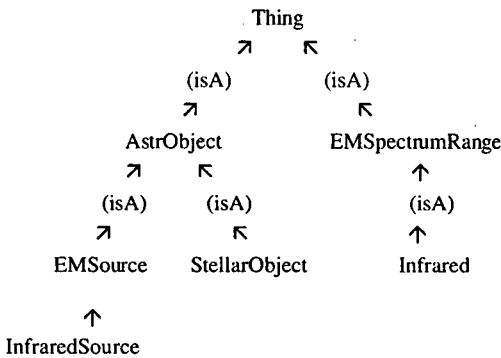 Thing
(isA) (isA)
AstrObject EMSpectrumRange
(isA) (isA) (isA)
EMSource StellarObject Infrared
InfraredSource